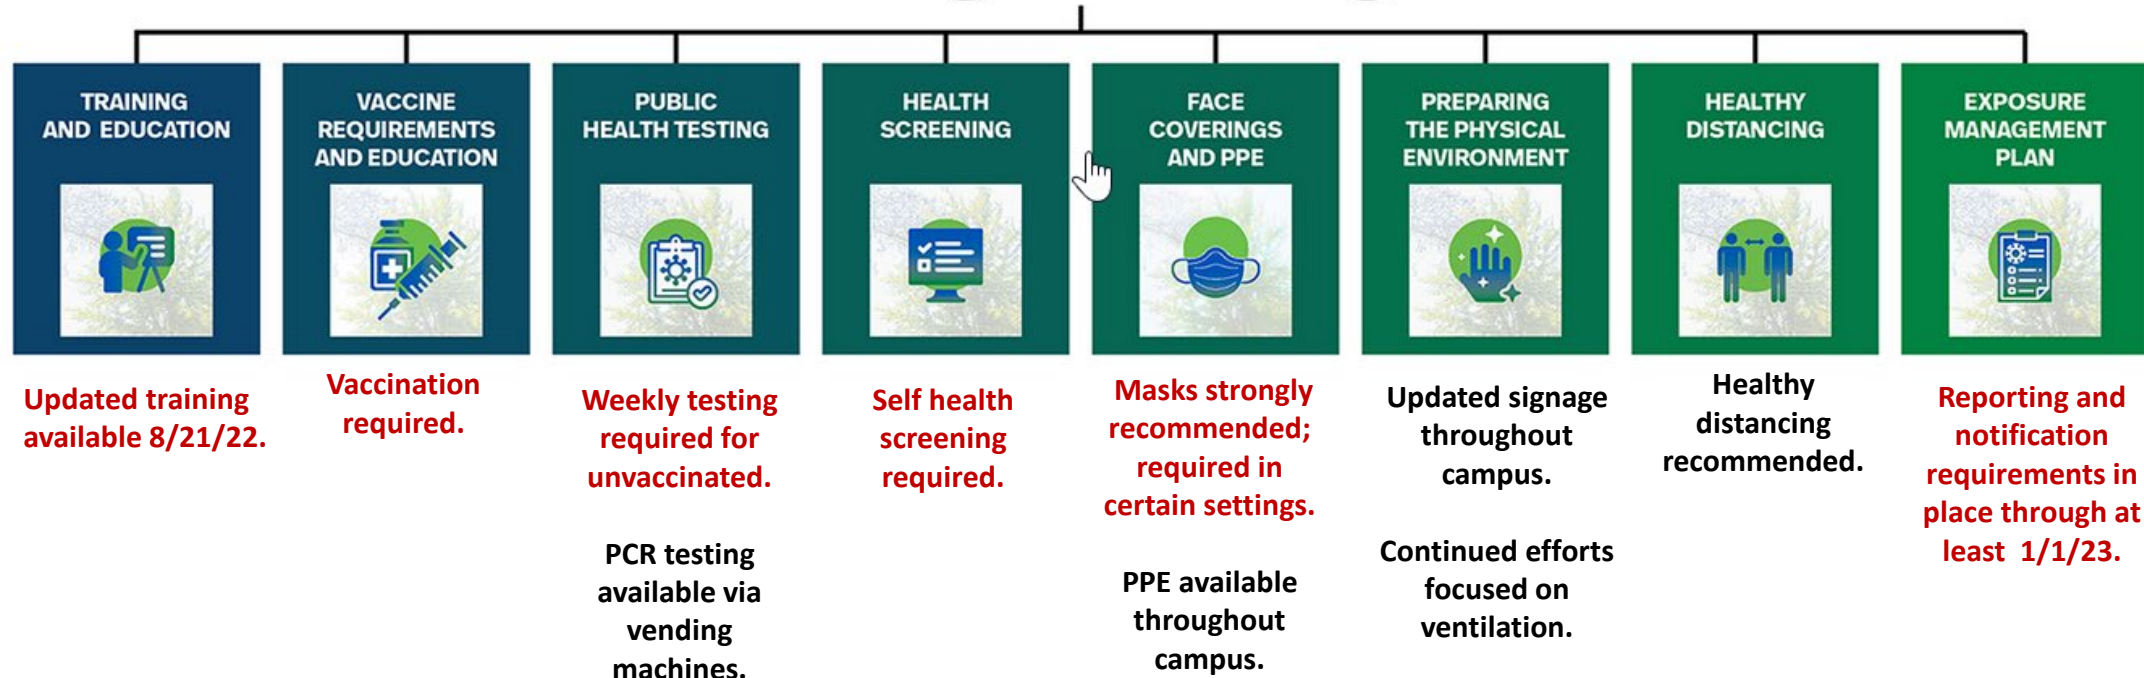 TRAINING
AND EDUCATION
Updated training
available 8/21/22.
VACCINE
REQUIREMENTS
AND EDUCATION
Vaccination
required.
PUBLIC
HEALTH TESTING
Weekly testing
required for
unvaccinated.
PCR testing
available via
vending
machines.
HEALTH
SCREENING
Self health
screening
required.
FACE
COVERINGS
AND PPE
Masks strongly
recommended;
required in
certain settings.
PPE available
throughout
campus.
PREPARING
THE PHYSICAL
ENVIRONMENT
Updated signage
throughout
campus.
Continued efforts
focused on
ventilation.
HEALTHY
DISTANCING
Healthy
distancing
recommended.
EXPOSURE
MANAGEMENT
PLAN
Reporting and
notification
requirements in
place through at
least 1/1/23.